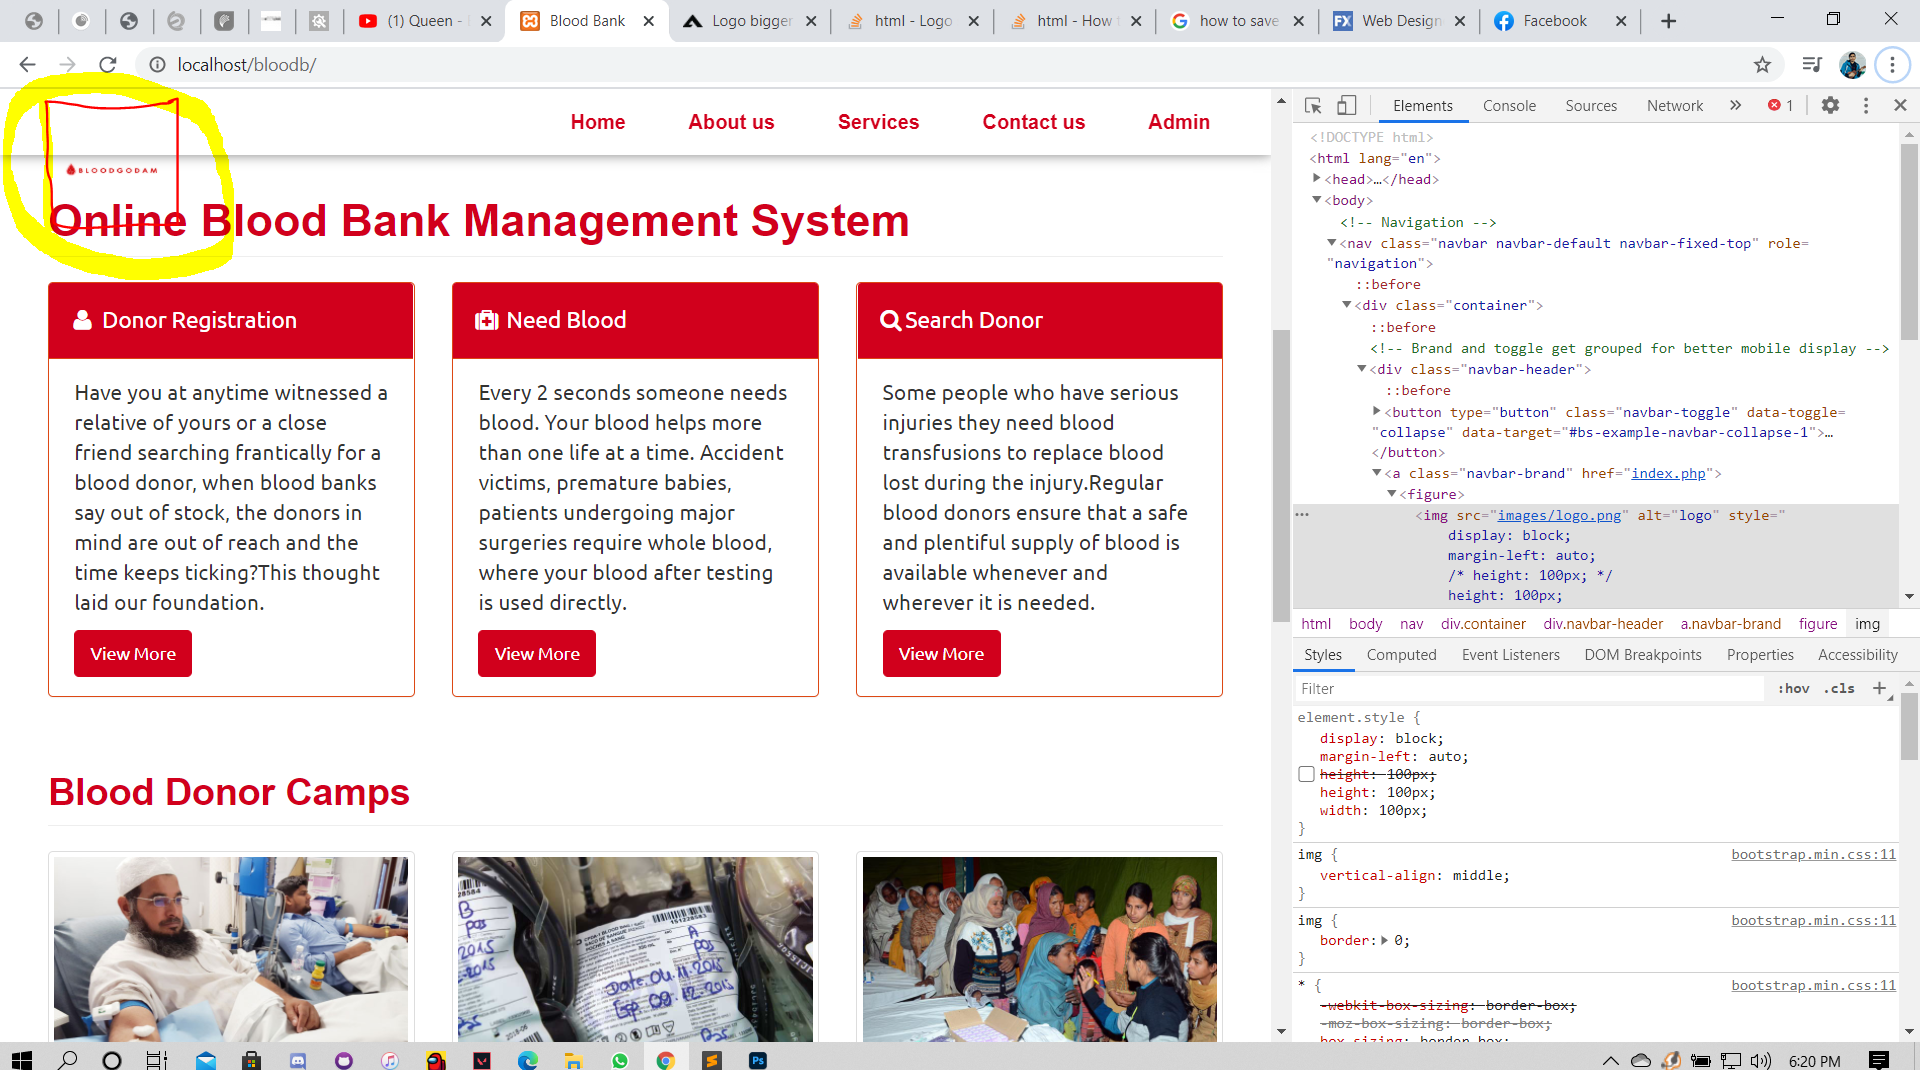 (1) Queen -
Blood Bank
Logo bigger
html - Logo
html - How
how to save
Web Design
Facebook
localhost/bloodb/
BLOODGODAM
Home
About us
Services
Contact us
Admin
Online Blood Bank Management System
Donor Registration
Have you at anytime witnessed a
relative of yours or a close
friend searching frantically for a
blood donor, when blood banks
say out of stock, the donors in
mind are out of reach and the
time keeps ticking?This thought
laid our foundation.
View More
Need Blood
Every 2 seconds someone needs
blood. Your blood helps more
than one life at a time. Accident
victims, premature babies,
patients undergoing major
surgeries require whole blood,
where your blood after testing
is used directly.
View More
Search Donor
Some people who have serious
injuries they need blood
transfusions to replace blood
lost during the injury.Regular
blood donors ensure that a safe
and plentiful supply of blood is
available whenever and
wherever it is needed.
View More
Blood Donor Camps
Elements Console Sources Network » 1
<!DOCTYPE html>
<html lang="en">
<head>…</head>
<body>
<!-- Navigation -->
<nav class="navbar navbar-default navbar-fixed-top" role=
"navigation">
::before
<div class="container">
::before
<!-- Brand and toggle get grouped for better mobile display -->
<div class="navbar-header">
::before
<button type="button" class="navbar-toggle" data-toggle=
"collapse" data-target="#bs-example-navbar-collapse-1">…
</button>
<a class="navbar-brand" href="index.php">
<figure>
<img src="images/logo.png" alt="logo" style="
display: block;
margin-left: auto;
/* height: 100px; */
height: 100px;
html body nav div.container div.navbar-header a.navbar-brand figure img
Styles Computed Event Listeners DOM Breakpoints Properties Accessibility
Filter :hov .cls +
element.style {
display: block;
margin-left: auto;
height: 100px;
height: 100px;
width: 100px;
}
img { bootstrap.min.css:11
vertical-align: middle;
}
img { bootstrap.min.css:11
border: 0;
}
* { bootstrap.min.css:11
-webkit-box-sizing: border-box;
-moz-box-sizing: border-box;
box-sizing: border-box;
6:20 PM